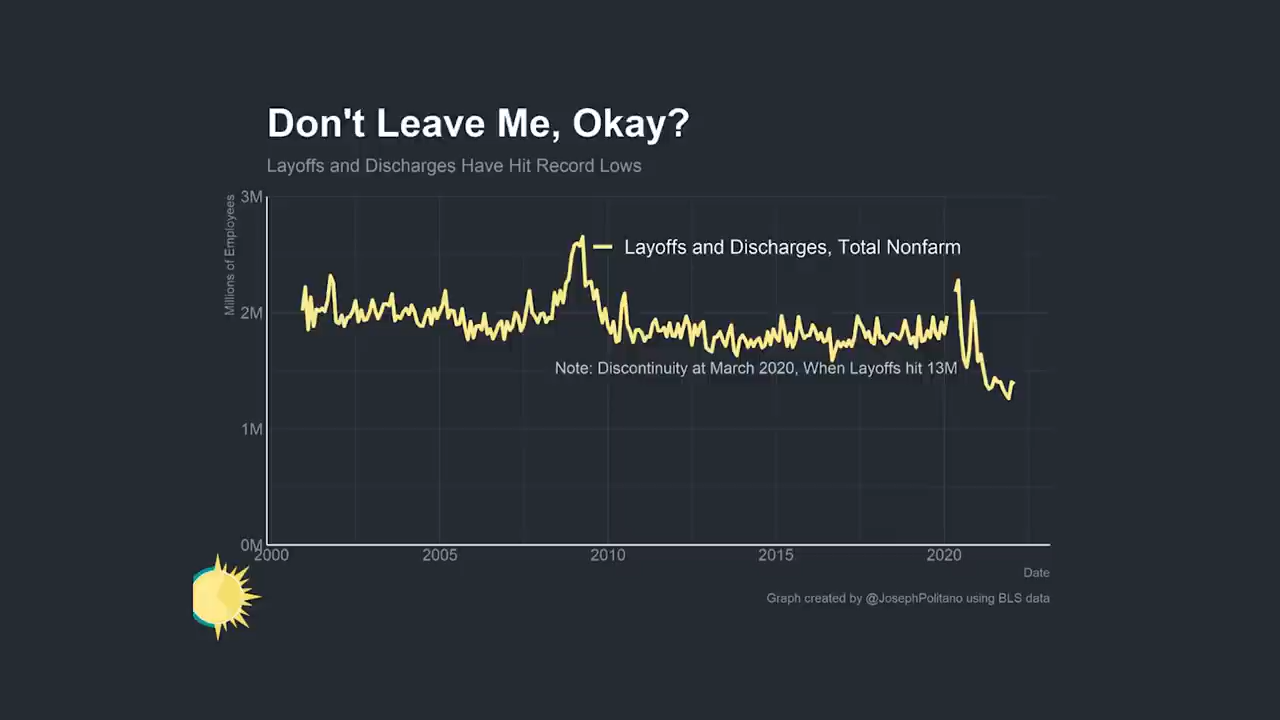 Don't Leave Me, Okay?
Layoffs and Discharges Have Hit Record Lows
Millions of Employees
3M
2M
1M
0M
Layoffs and Discharges, Total Nonfarm
Note: Discontinuity at March 2020, When Layoffs hit 13M
2000 2005 2010 2015 2020
Date
Graph created by @JosephPolitano using BLS data